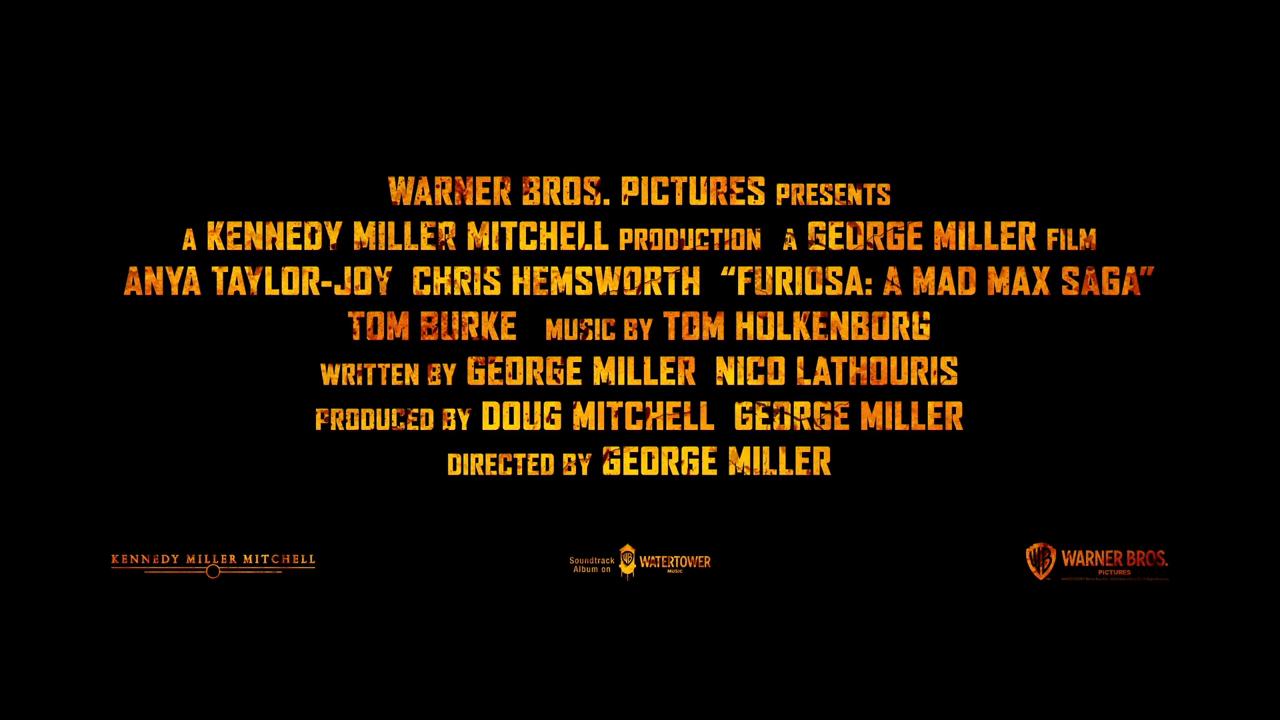 WARNER BROS. PICTURES PRESENTS
A KENNEDY MILLER MITCHELL PRODUCTION A GEORGE MILLER FILM
ANYA TAYLOR-JOY CHRIS HEMSWORTH “FURIOSA: A MAD MAX SAGA”
TOM BURKE MUSIC BY TOM HOLKENBORG
WRITTEN BY GEORGE MILLER NICO LATHOURIS
PRODUCED BY DOUG MITCHELL GEORGE MILLER
DIRECTED BY GEORGE MILLER
KENNEDY MILLER MITCHELL
Soundtrack
Album on
WB
WATERTOWER
MUSIC
WB
WARNER BROS.
PICTURES